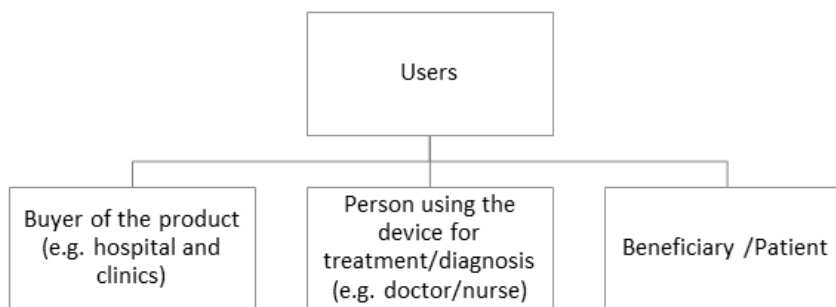 Users
Buyer of the product
(e.g. hospital and
clinics)
Person using the
device for
treatment/diagnosis
(e.g. doctor/nurse)
Beneficiary /Patient